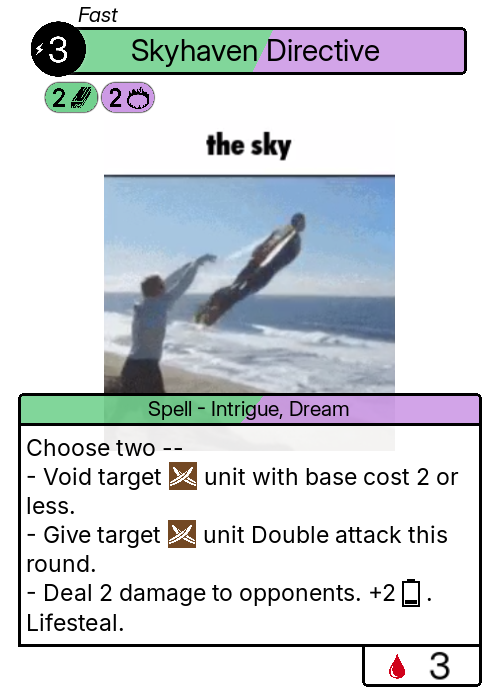 Fast
3
Skyhaven Directive
2 2
the sky
Spell - Intrigue, Dream
Choose two --
- Void target unit with base cost 2 or
less.
- Give target unit Double attack this
round.
- Deal 2 damage to opponents. +2 .
Lifesteal.
3